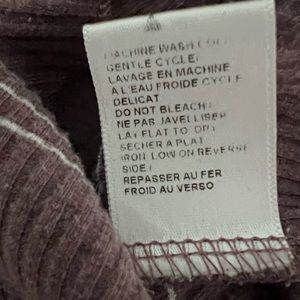 MACHINE WASH COLD
GENTLE CYCLE/
LAVAGE EN MACHINE
A L'EAU FROIDE CYCLE
DELICAT
DO NOT BLEACH/
NE PAS JAVELLISER
LAY FLAT TO DRY
SECHER A PLAT
IRON LOW ON REVERSE
SIDE/
REPASSER AU FER
FROID AU VERSO